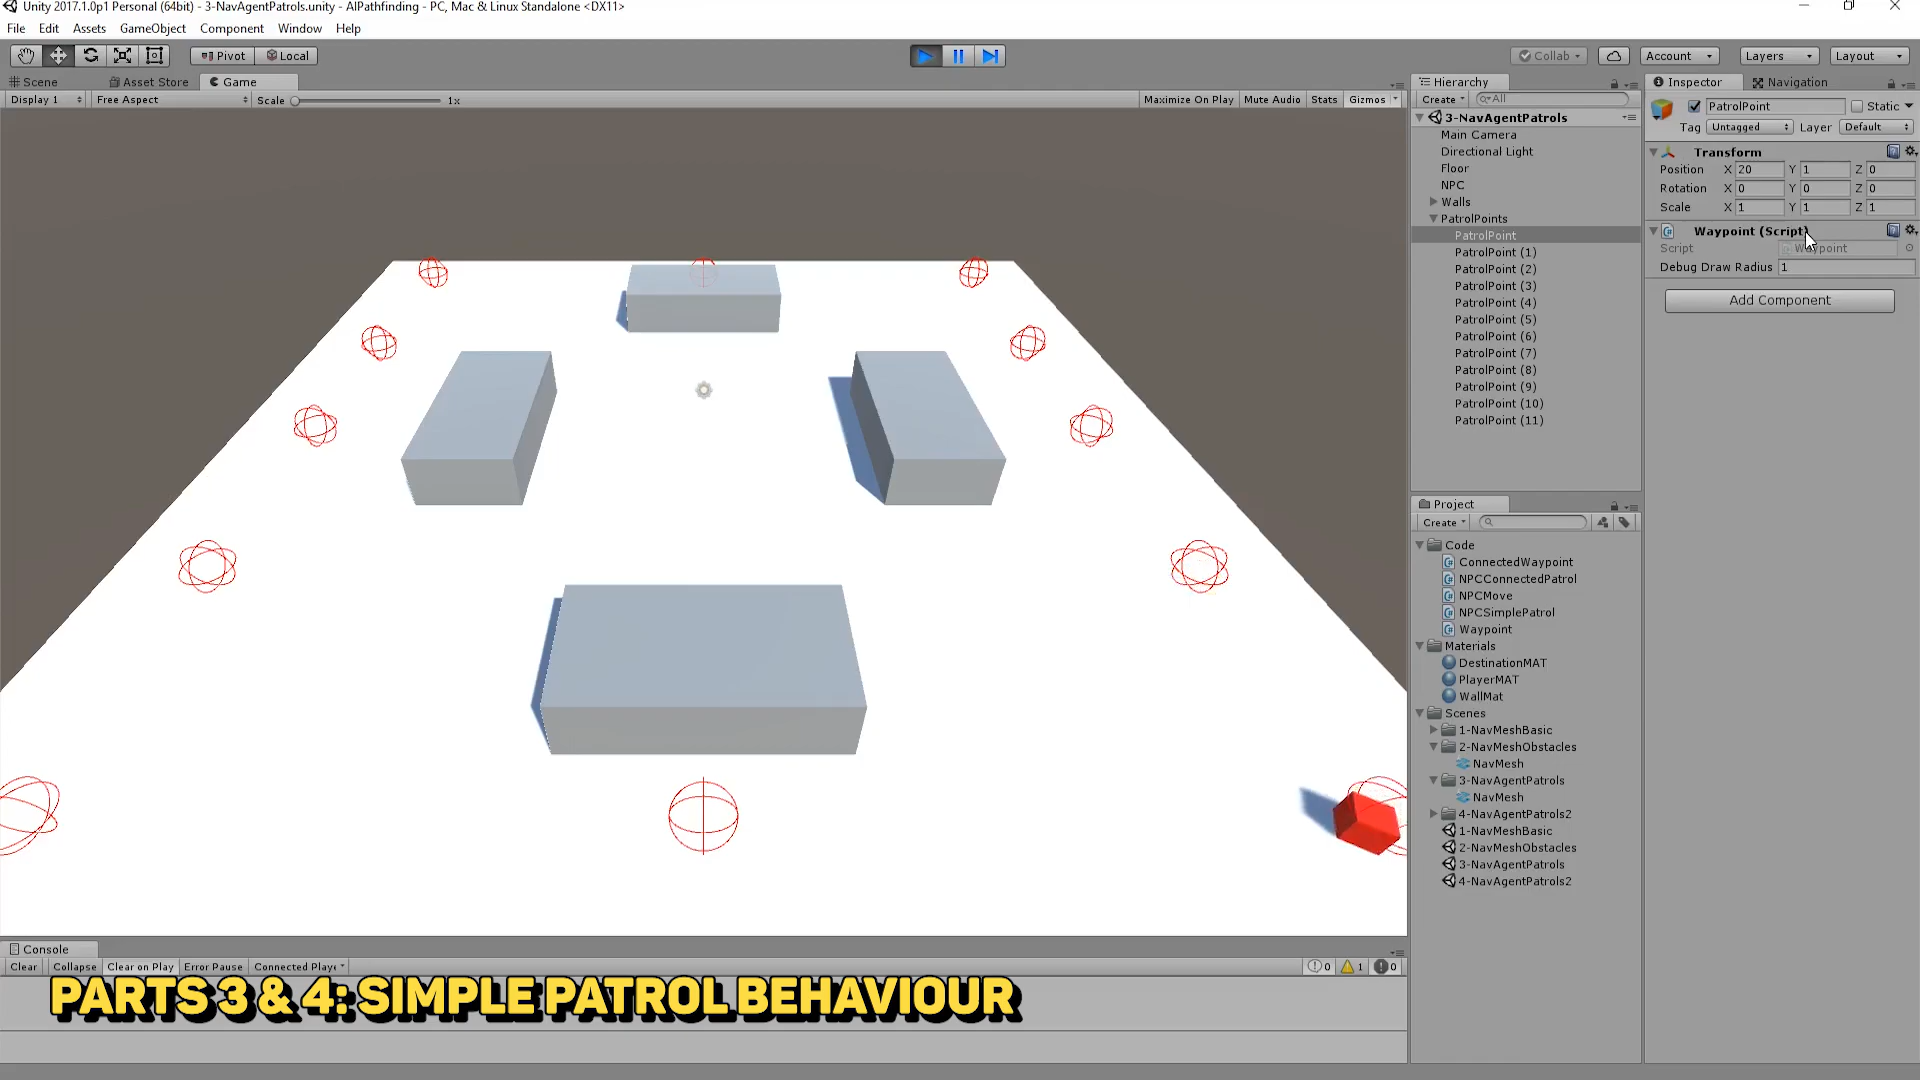 Unity 2017.1.0p1 Personal (64bit) - 3-NavAgentPatrols.unity - AIPathfinding - PC, Mac & Linux Standalone <DX11>
File Edit Assets GameObject Component Window Help
Pivot Local Collab Account Layers Layout
Scene Asset Store Game
Display 1 Free Aspect Scale 1x Maximize On Play Mute Audio Stats Gizmos
Hierarchy
Create All
3-NavAgentPatrols
Main Camera
Directional Light
Floor
NPC
Walls
PatrolPoints
PatrolPoint
PatrolPoint (1)
PatrolPoint (2)
PatrolPoint (3)
PatrolPoint (4)
PatrolPoint (5)
PatrolPoint (6)
PatrolPoint (7)
PatrolPoint (8)
PatrolPoint (9)
PatrolPoint (10)
PatrolPoint (11)
Project
Create
Code
ConnectedWaypoint
NPCConnectedPatrol
NPCMove
NPCSimplePatrol
Waypoint
Materials
DestinationMAT
PlayerMAT
WallMat
Scenes
1-NavMeshBasic
2-NavMeshObstacles
NavMesh
3-NavAgentPatrols
NavMesh
4-NavAgentPatrols2
1-NavMeshBasic
2-NavMeshObstacles
3-NavAgentPatrols
4-NavAgentPatrols2
Inspector Navigation
PatrolPoint Static
Tag Untagged Layer Default
Transform
Position X 20 Y 1 Z 0
Rotation X 0 Y 0 Z 0
Scale X 1 Y 1 Z 1
Waypoint (Script)
Script Waypoint
Debug Draw Radius 1
Add Component
Console
Clear Collapse Clear on Play Error Pause Connected Playe 0 1 0
PARTS 3 & 4: SIMPLE PATROL BEHAVIOUR